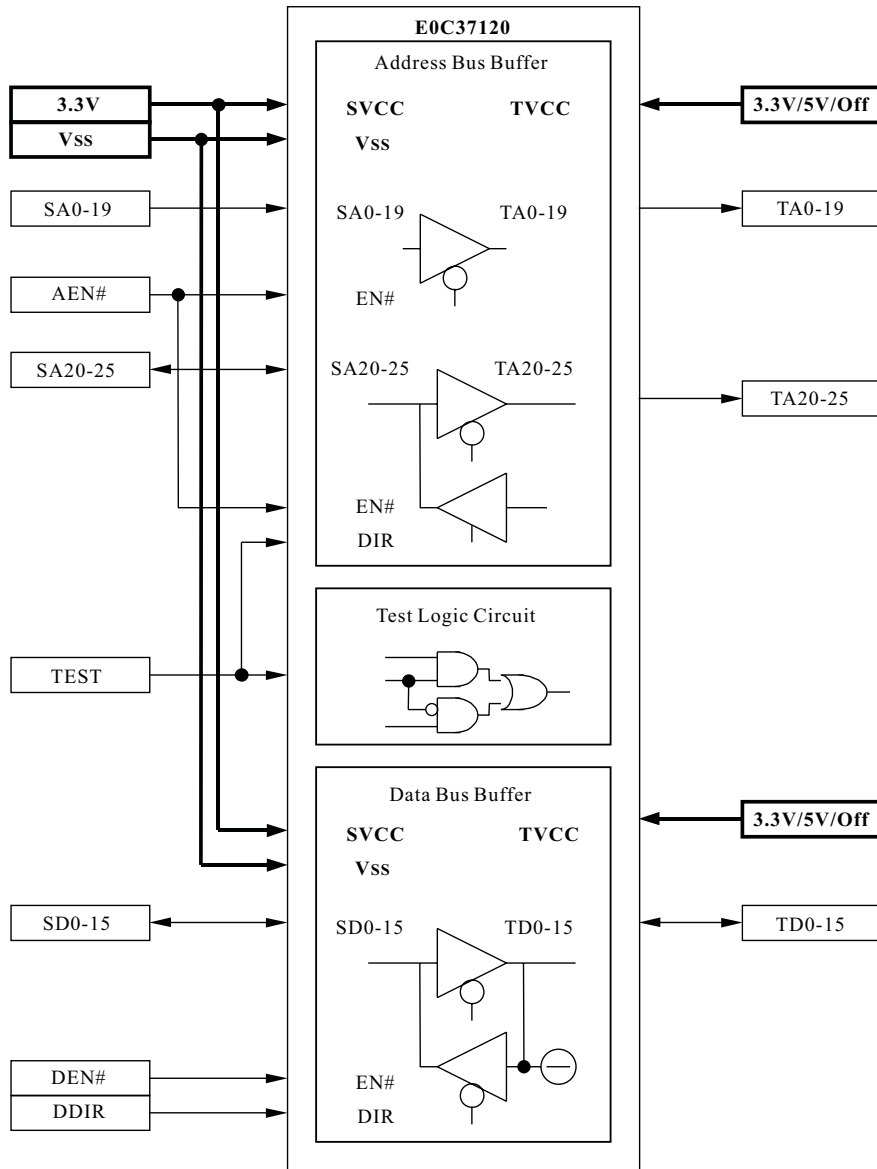 E0C37120
Address Bus Buffer
3.3V
SVCC
TVCC
3.3V/5V/Off
Vss
Vss
SA0-19
SA0-19
TA0-19
TA0-19
AEN#
EN#
SA20-25
SA20-25
TA20-25
TA20-25
EN#
DIR
Test Logic Circuit
TEST
Data Bus Buffer
SVCC
TVCC
3.3V/5V/Off
Vss
SD0-15
SD0-15
TD0-15
TD0-15
DEN#
EN#
DDIR
DIR